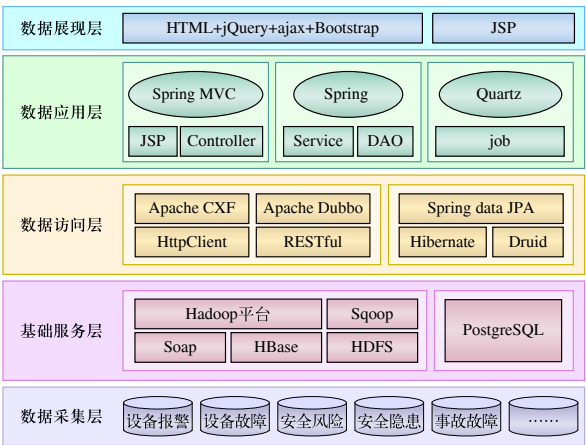 数据展现层
HTML+jQuery+ajax+Bootstrap
JSP
数据应用层
Spring MVC
Spring
Quartz
JSP
Controller
Service
DAO
job
数据访问层
Apache CXF
Apache Dubbo
Spring data JPA
HttpClient
RESTful
Hibernate
Druid
基础服务层
Hadoop平台
Sqoop
PostgreSQL
Soap
HBase
HDFS
数据采集层
设备报警
设备故障
安全风险
安全隐患
事故故障
……